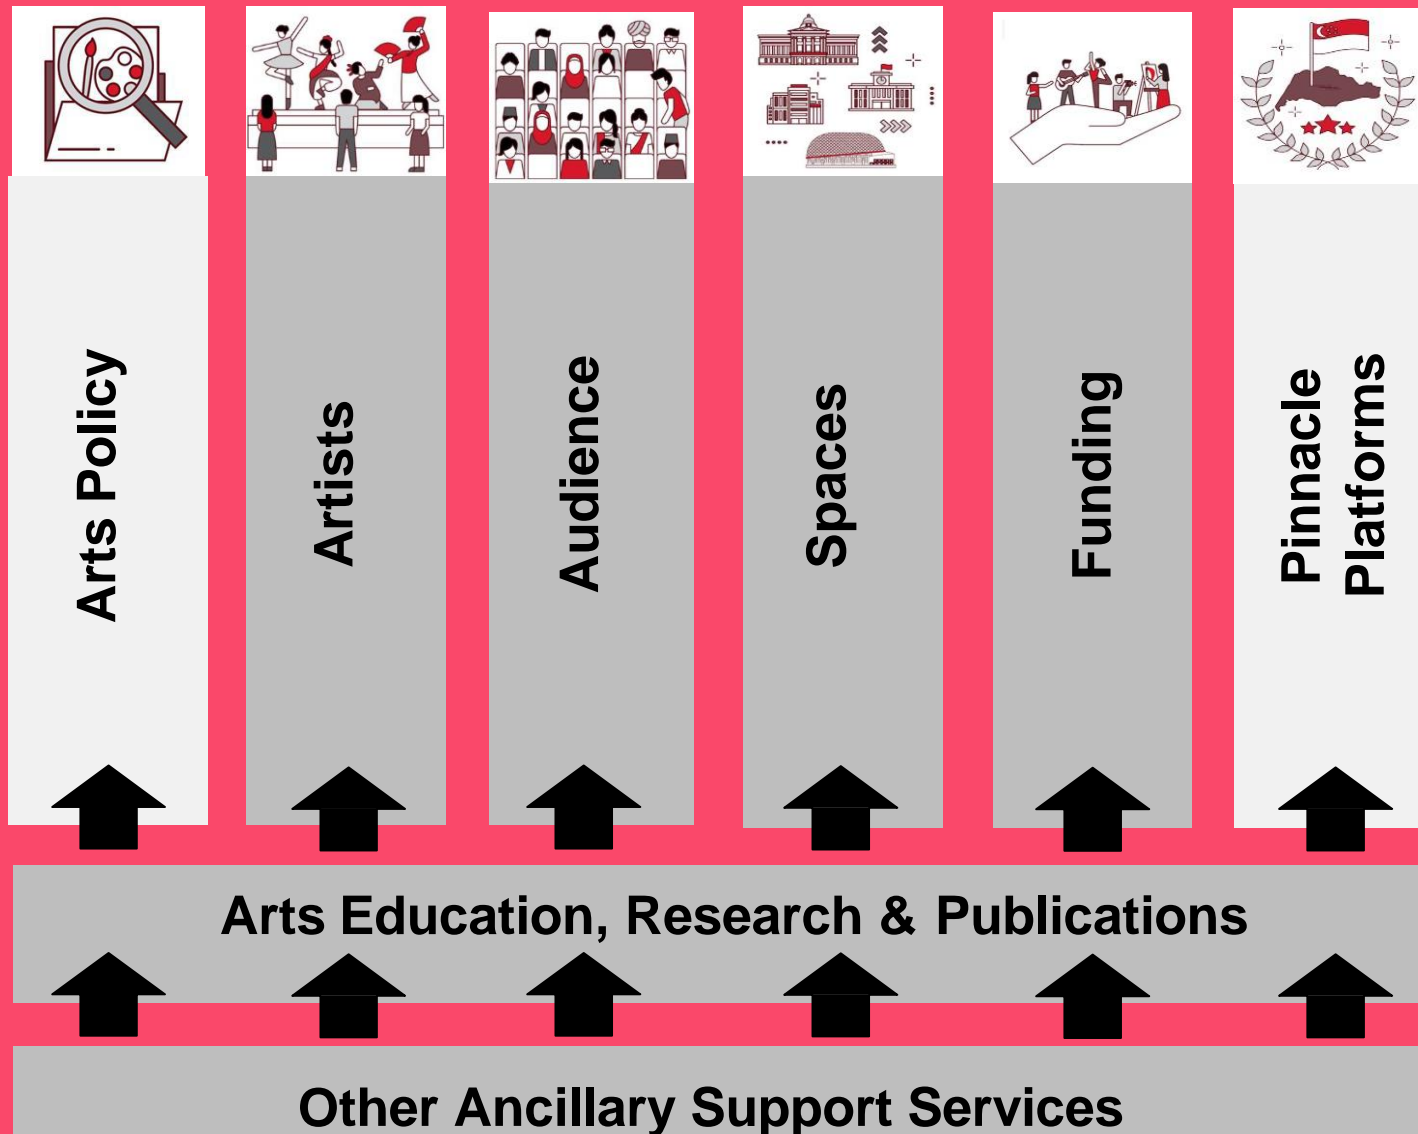 Arts Policy
Artists
Audience
Spaces
Funding
Pinnacle
Platforms
Arts Education, Research & Publications
Other Ancillary Support Services